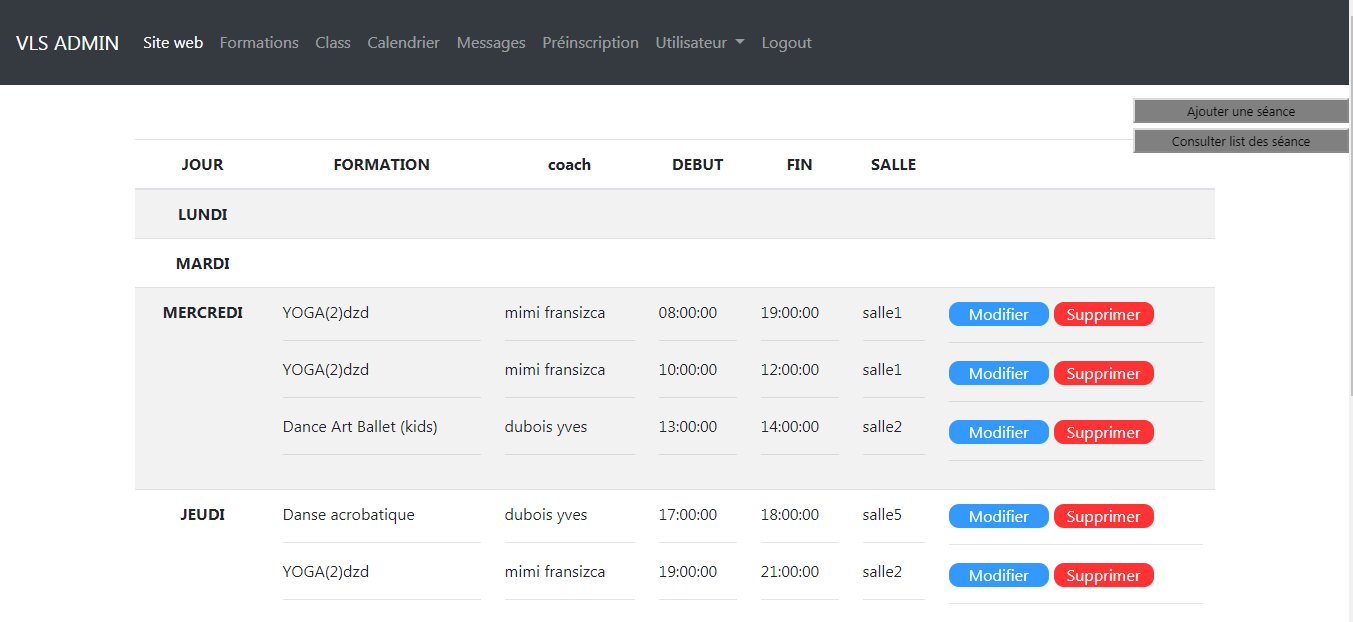 VLS ADMIN Site web Formations Class Calendrier Messages Préinscription Utilisateur Logout
Ajouter une séance
Consulter list des séance
JOUR FORMATION coach DEBUT FIN SALLE
LUNDI
MARDI
MERCREDI YOGA(2)dzd mimi fransizca 08:00:00 19:00:00 salle1 Modifier Supprimer
YOGA(2)dzd mimi fransizca 10:00:00 12:00:00 salle1 Modifier Supprimer
Dance Art Ballet (kids) dubois yves 13:00:00 14:00:00 salle2 Modifier Supprimer
JEUDI Danse acrobatique dubois yves 17:00:00 18:00:00 salle5 Modifier Supprimer
YOGA(2)dzd mimi fransizca 19:00:00 21:00:00 salle2 Modifier Supprimer